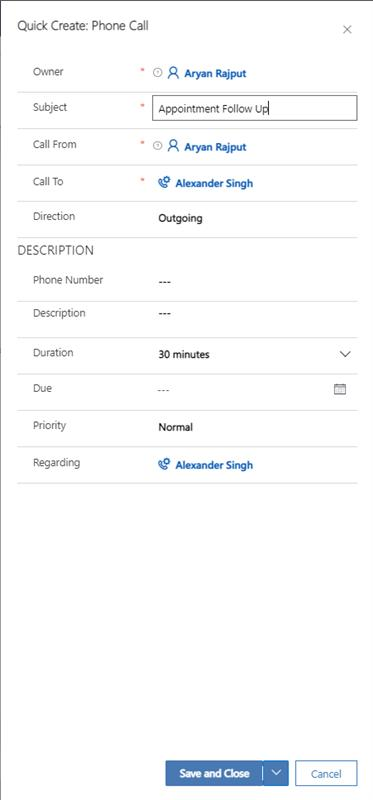 Quick Create: Phone Call
Owner * Aryan Rajput
Subject * Appointment Follow Up
Call From * Aryan Rajput
Call To * Alexander Singh
Direction Outgoing
DESCRIPTION
Phone Number ---
Description ---
Duration 30 minutes
Due ---
Priority Normal
Regarding Alexander Singh
Save and Close Cancel